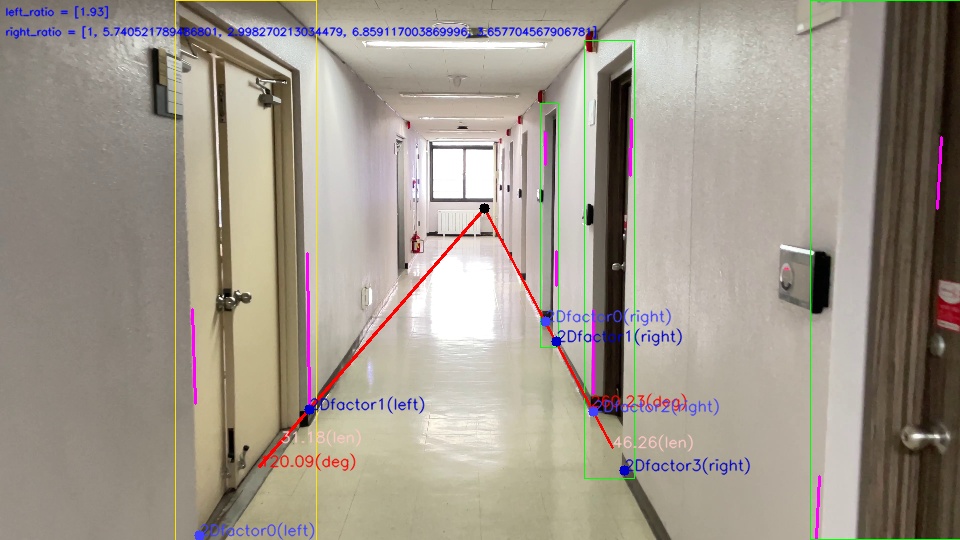 left_ratio = [1.93]
right_ratio = [1, 5.740521789486801, 2.998270213034479, 6.859117003869996, 3.657704567906781]
2Dfactor0(right)
2Dfactor1(right)
2Dfactor1(left)
2Dfactor2(right)
31.18(len)
46.26(len)
120.09(deg)
2Dfactor3(right)
2Dfactor0(left)